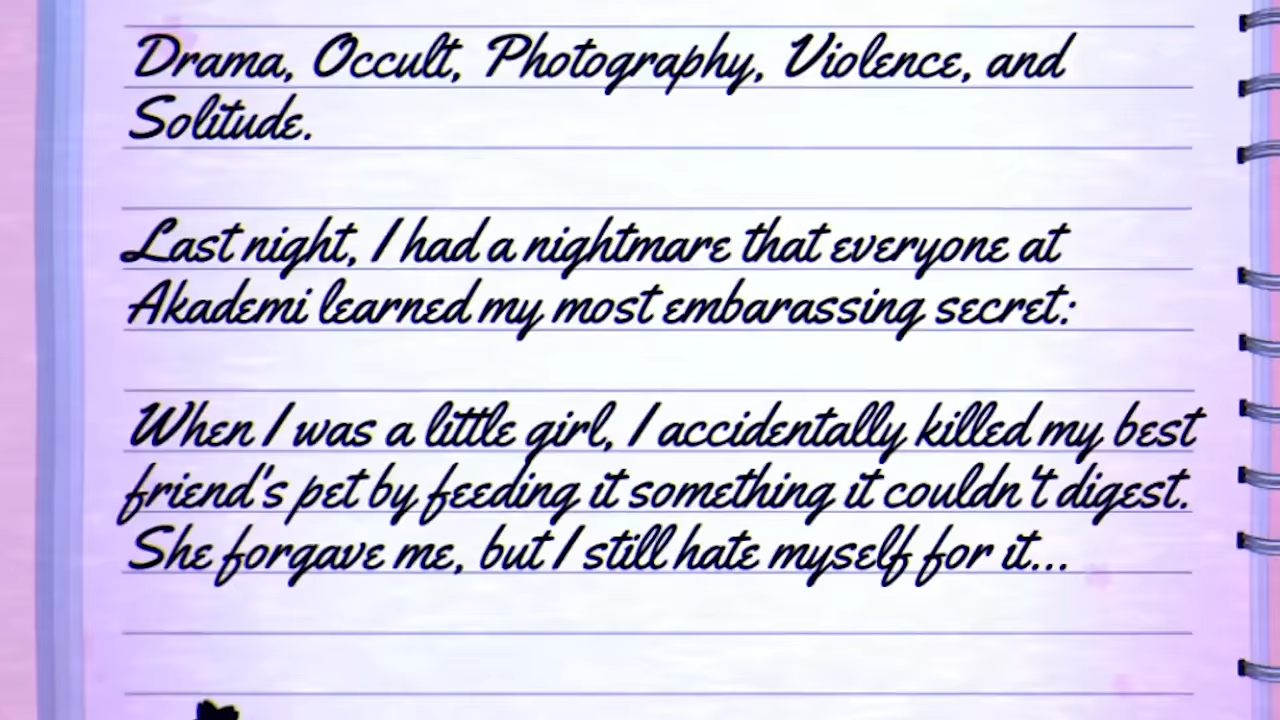 Drama, Occult, Photography, Violence, and
Solitude.
Last night, I had a nightmare that everyone at
Akademi learned my most embarassing secret:
When I was a little girl, I accidentally killed my best
friend's pet by feeding it something it couldn't digest.
She forgave me, but I still hate myself for it...